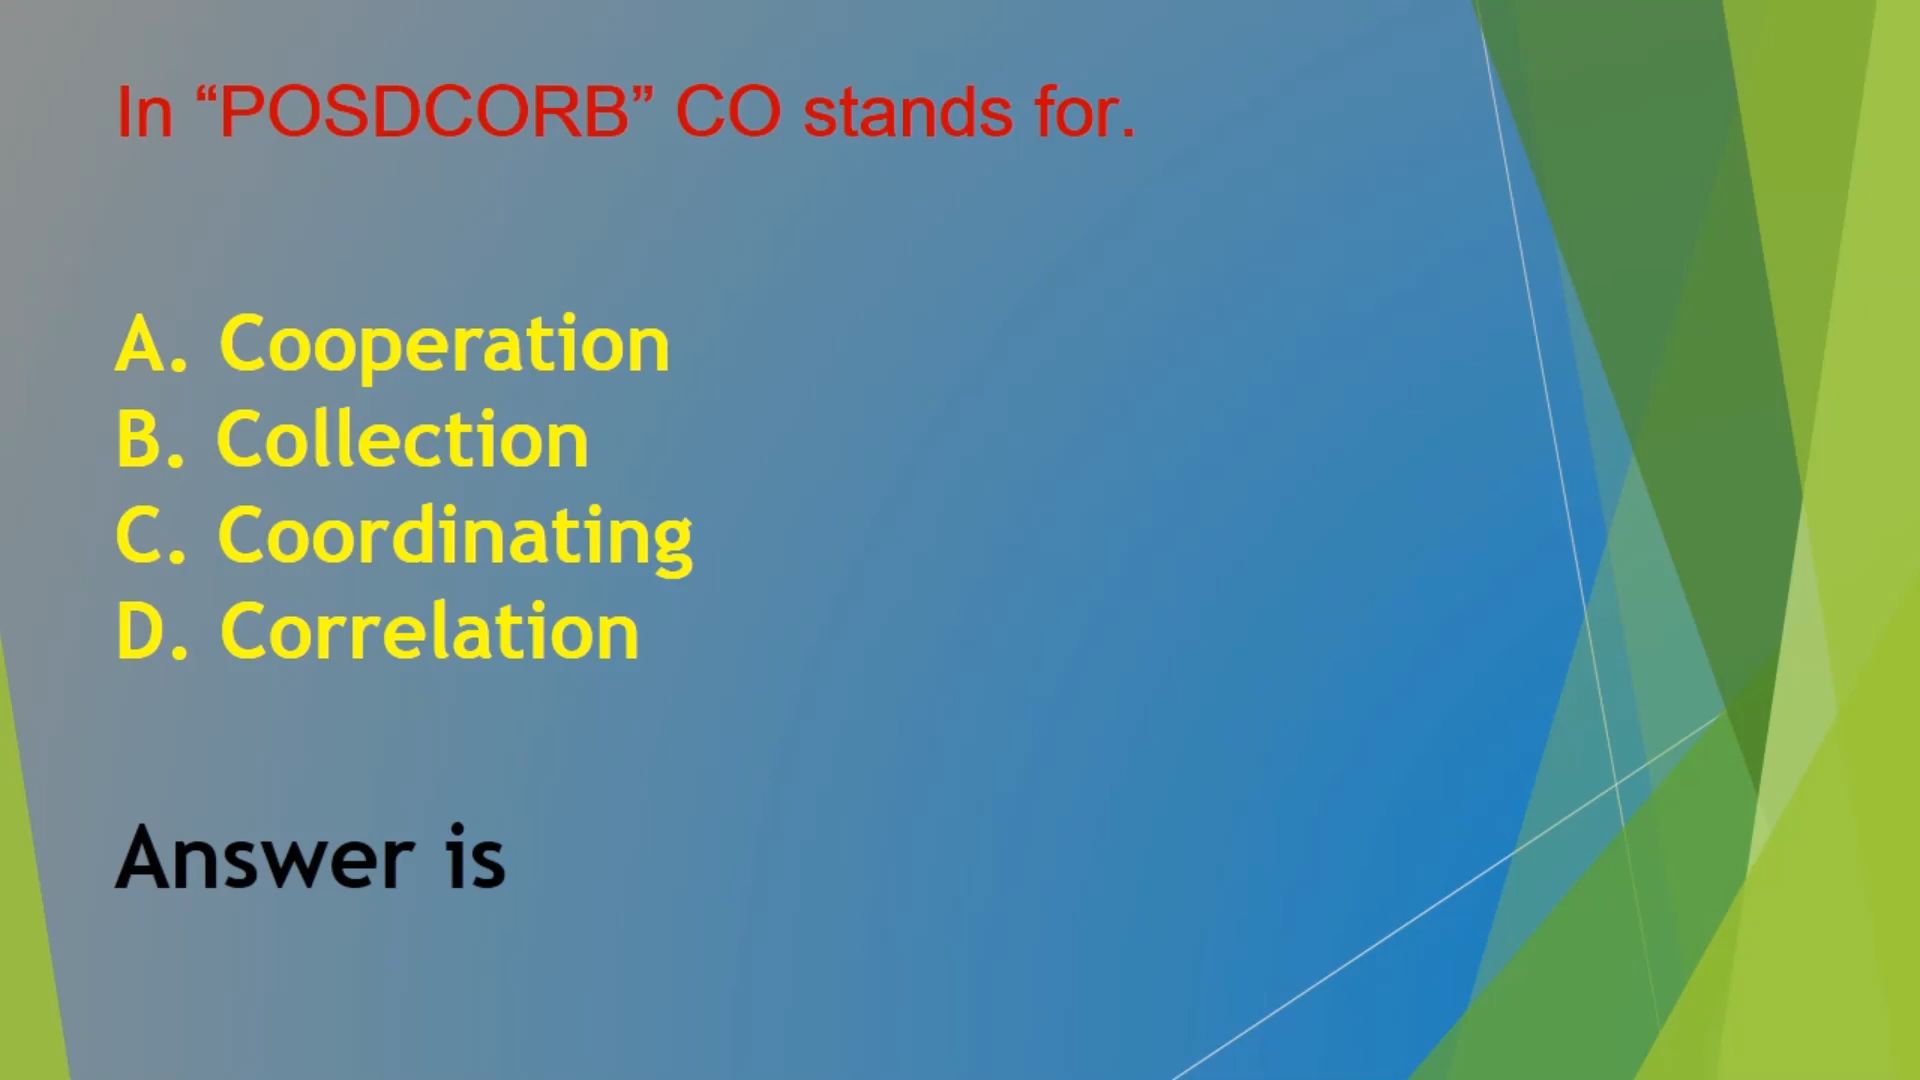 In “POSDCORB” CO stands for.
A. Cooperation
B. Collection
C. Coordinating
D. Correlation
Answer is